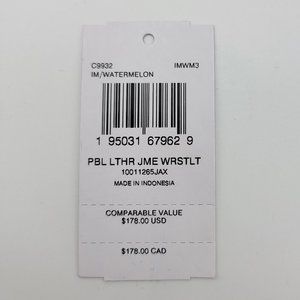 C9932 IMWM3
IM/WATERMELON
1 95031 67962 9
PBL LTHR JME WRSTLT
10011265JAX
MADE IN INDONESIA
COMPARABLE VALUE
$178.00 USD
$178.00 CAD